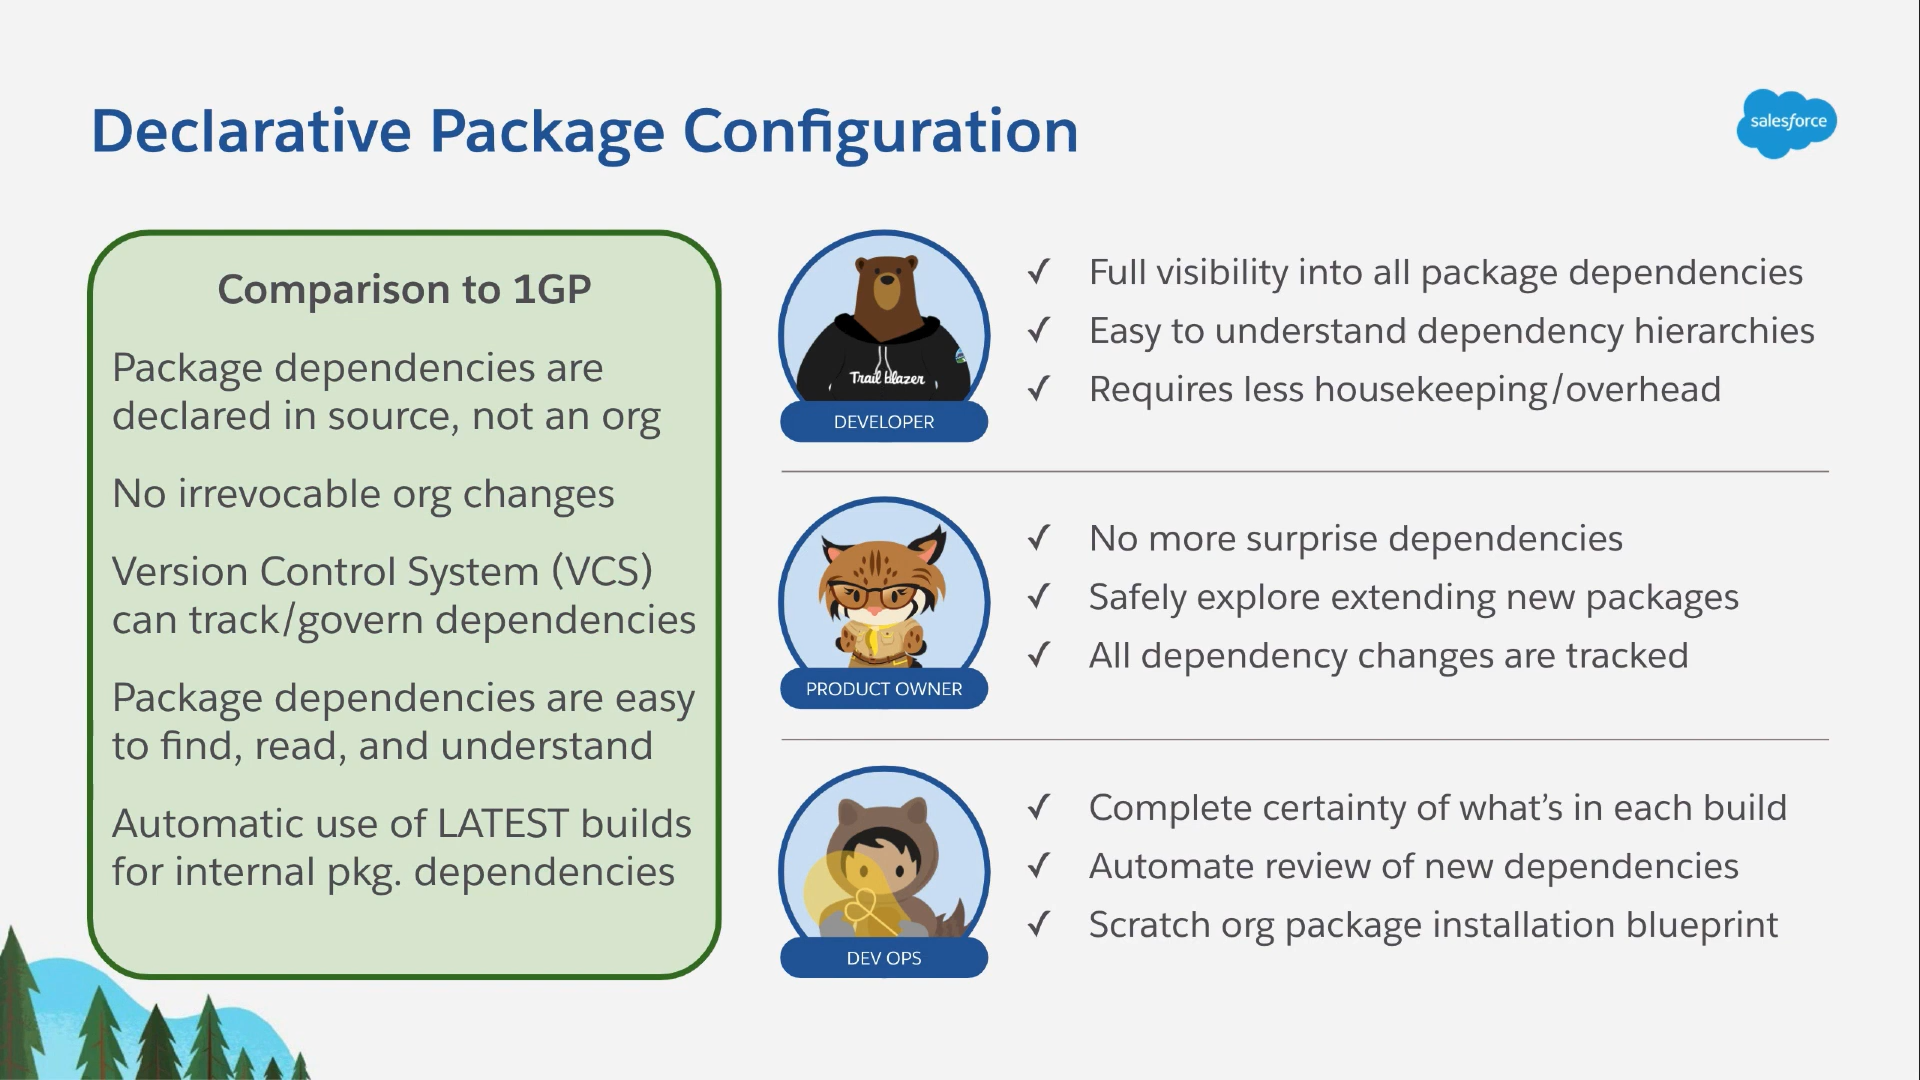 Declarative Package Configuration
salesforce
Comparison to 1GP
Package dependencies are
declared in source, not an org
No irrevocable org changes
Version Control System (VCS)
can track/govern dependencies
Package dependencies are easy
to find, read, and understand
Automatic use of LATEST builds
for internal pkg. dependencies
Trail blazer
DEVELOPER
✓ Full visibility into all package dependencies
✓ Easy to understand dependency hierarchies
✓ Requires less housekeeping/overhead
PRODUCT OWNER
✓ No more surprise dependencies
✓ Safely explore extending new packages
✓ All dependency changes are tracked
DEV OPS
✓ Complete certainty of what’s in each build
✓ Automate review of new dependencies
✓ Scratch org package installation blueprint